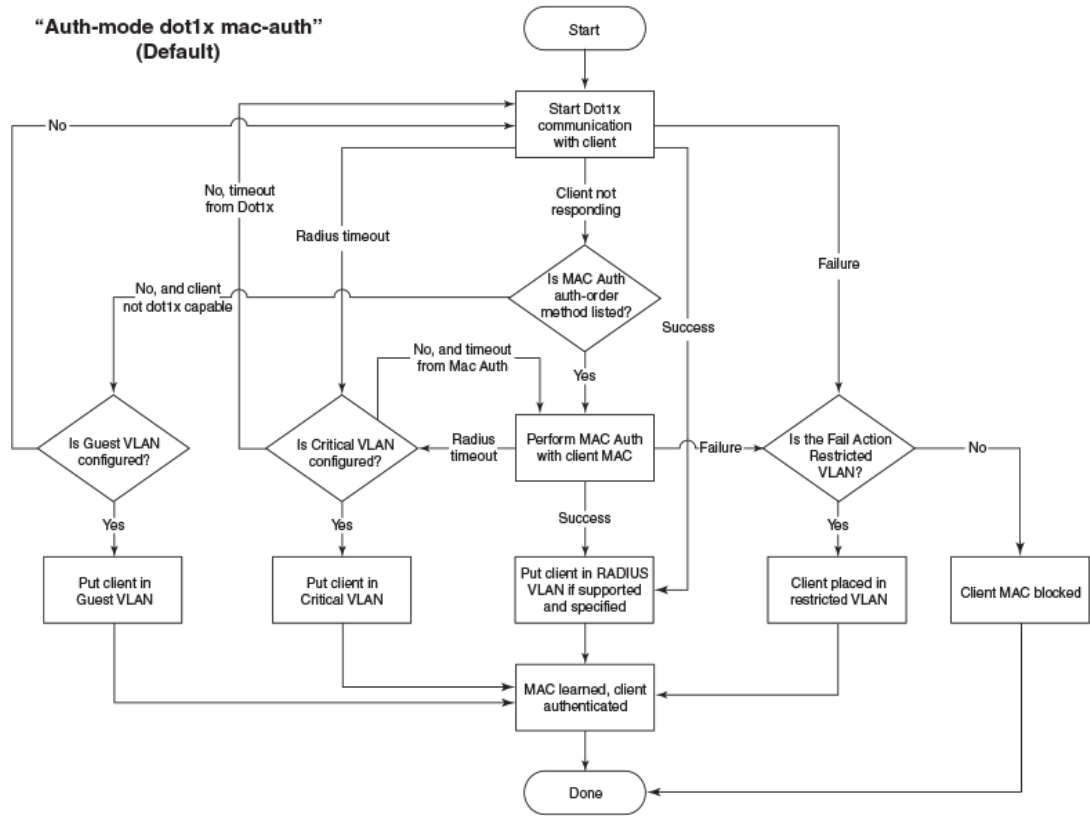 “Auth-mode dot1x mac-auth”
(Default)
Start
Start Dot1x
communication
with client
No
No, timeout
from Dot1x
Client not
responding
Radius timeout
Failure
Is MAC Auth
auth-order
method listed?
No, and client
not dot1x capable
Success
No, and timeout
from Mac Auth
Yes
Is Guest VLAN
configured?
Is Critical VLAN
configured?
Radius
timeout
Perform MAC Auth
with client MAC
Failure
Is the Fail Action
Restricted
VLAN?
No
Yes
Yes
Success
Yes
Put client in
Guest VLAN
Put client in
Critical VLAN
Put client in RADIUS
VLAN if supported
and specified
Client placed in
restricted VLAN
Client MAC blocked
MAC learned, client
authenticated
Done